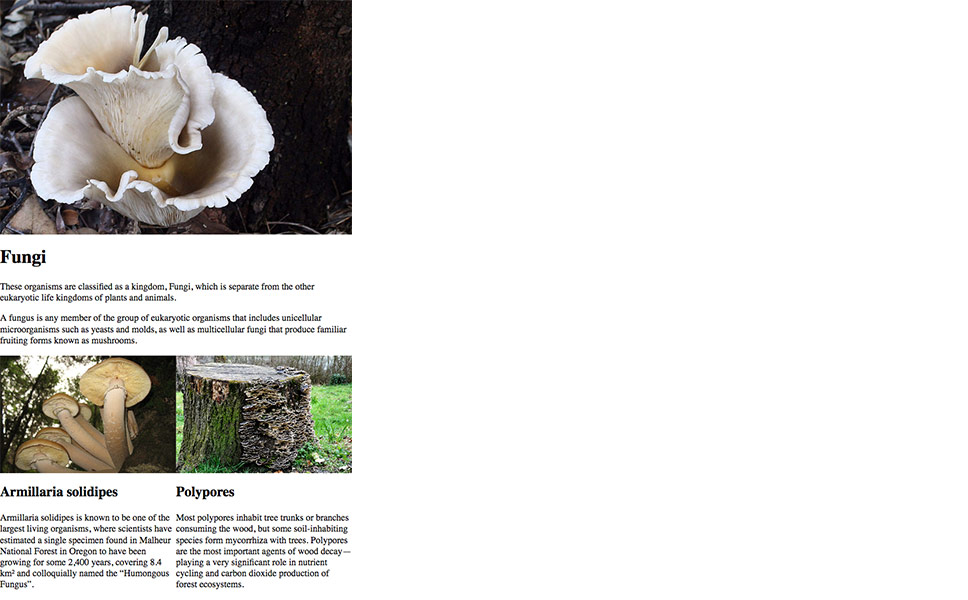 Fungi
These organisms are classified as a kingdom, Fungi, which is separate from the other
eukaryotic life kingdoms of plants and animals.
A fungus is any member of the group of eukaryotic organisms that includes unicellular
microorganisms such as yeasts and molds, as well as multicellular fungi that produce familiar
fruiting forms known as mushrooms.
Armillaria solidipes
Armillaria solidipes is known to be one of the
largest living organisms, where scientists have
estimated a single specimen found in Malheur
National Forest in Oregon to have been
growing for some 2,400 years, covering 8.4
km² and colloquially named the “Humongous
Fungus”.
Polypores
Most polypores inhabit tree trunks or branches
consuming the wood, but some soil-inhabiting
species form mycorrhiza with trees. Polypores
are the most important agents of wood decay—
playing a very significant role in nutrient
cycling and carbon dioxide production of
forest ecosystems.